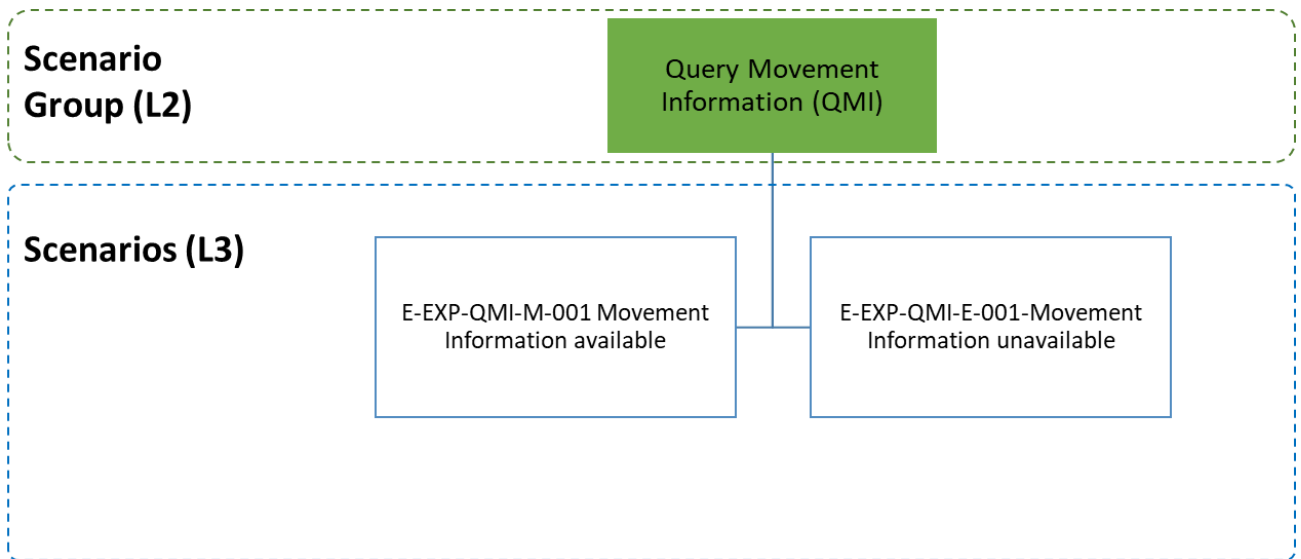 Scenario
Group (L2)
Query Movement
Information (QMI)
Scenarios (L3)
E-EXP-QMI-M-001 Movement
Information available
E-EXP-QMI-E-001-Movement
Information unavailable